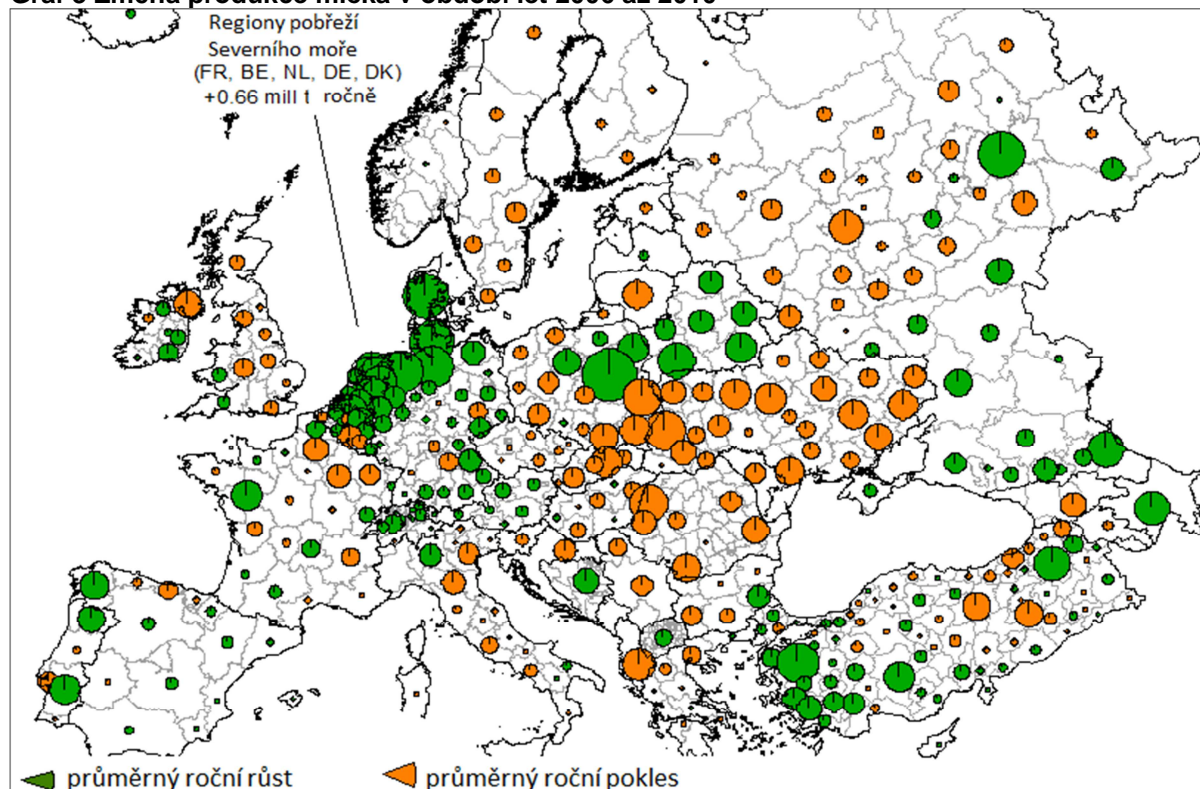 Regiony pobřeží
Severního moře
(FR, BE, NL, DE, DK)
+0.66 mill t ročně
průměrný roční růst
průměrný roční pokles